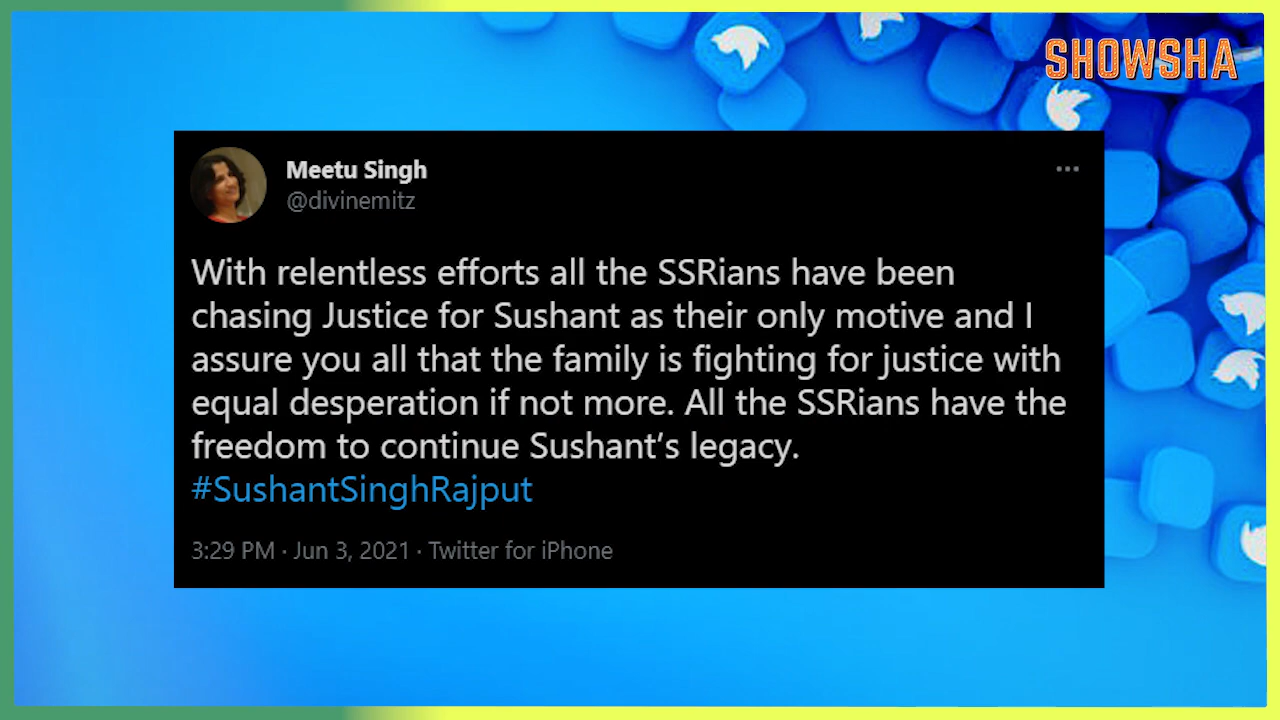 SHOWSHA
Meetu Singh
@divinemitz
With relentless efforts all the SSRians have been
chasing Justice for Sushant as their only motive and I
assure you all that the family is fighting for justice with
equal desperation if not more. All the SSRians have the
freedom to continue Sushant’s legacy.
#SushantSinghRajput
3:29 PM · Jun 3, 2021 · Twitter for iPhone